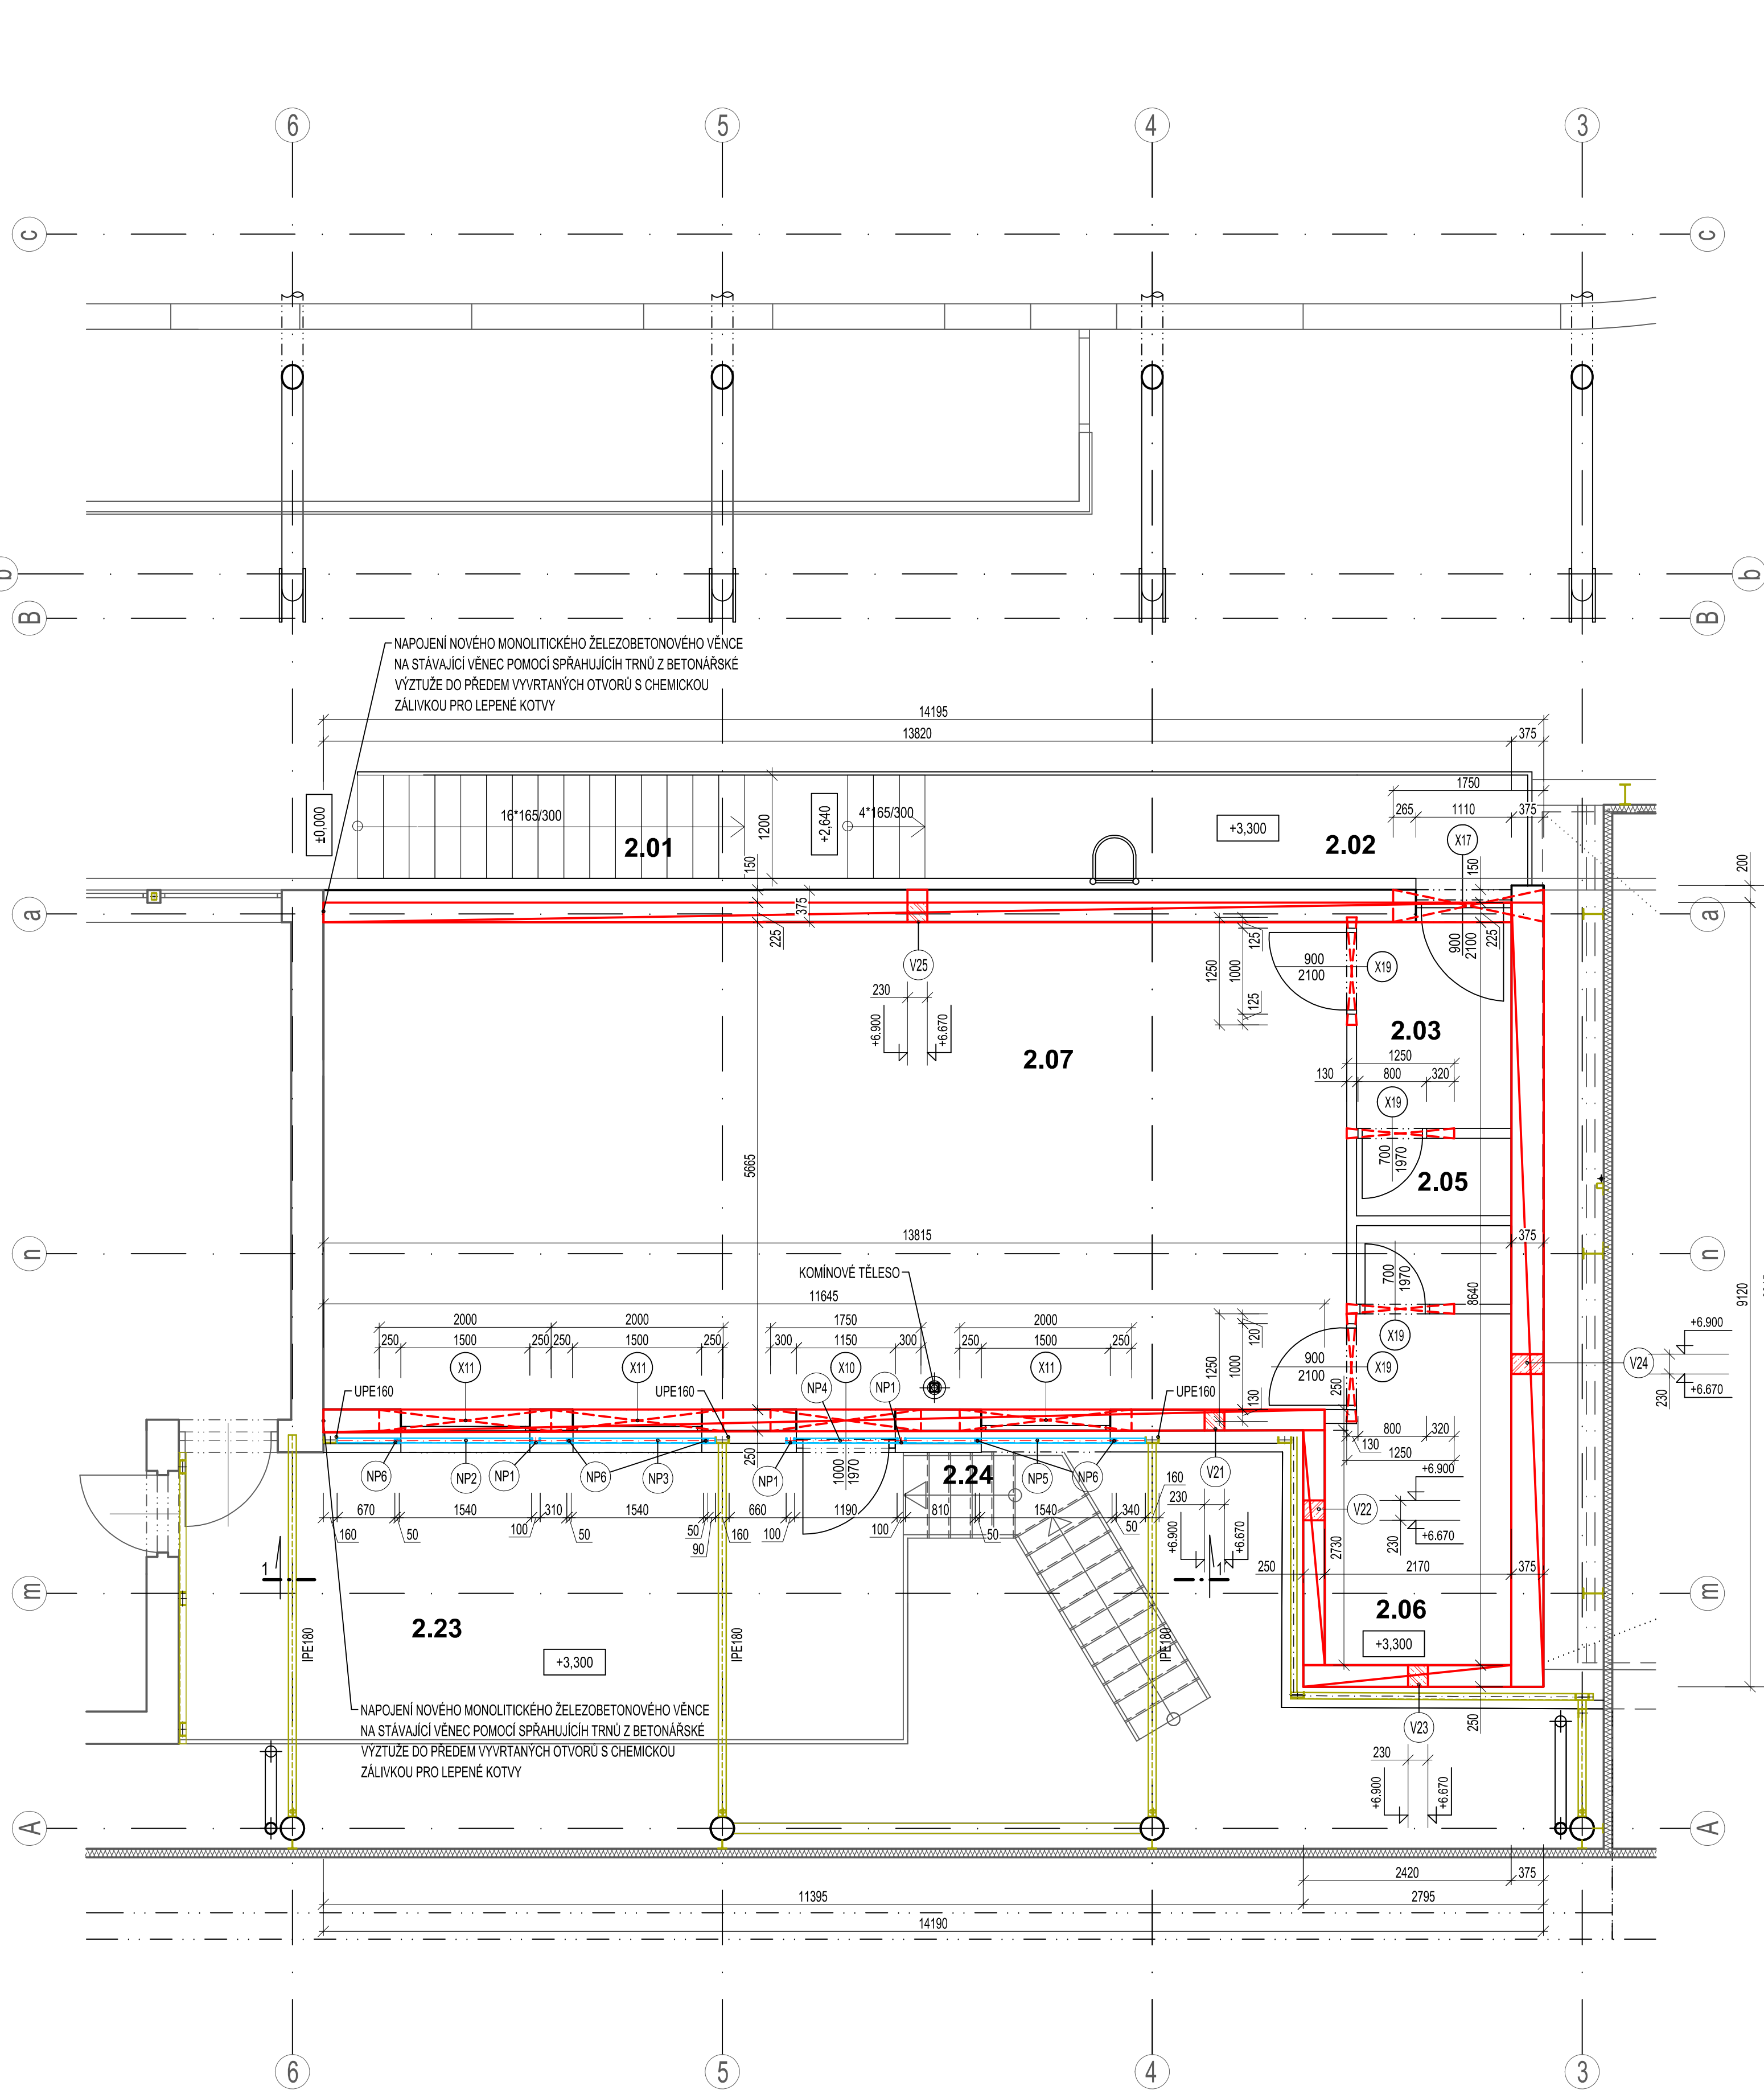 6
5
4
3
c
c
b
b
B
B
NAPOJENÍ NOVÉHO MONOLITICKÉHO ŽELEZOBETONOVÉHO VĚNCE
NA STÁVAJÍCÍ VĚNEC POMOCÍ SPŘAHUJÍCÍH TRNŮ Z BETONÁŘSKÉ
VÝZTUŽE DO PŘEDEM VYVRTANÝCH OTVORŮ S CHEMICKOU
ZÁLIVKOU PRO LEPENÉ KOTVY
14195
13820
375
1750
265
1110
375
±0,000
16*165/300
1200
+2,640
4*165/300
+3,300
2.01
2.02
X17
150
150
200
a
a
375
225
225
900
2100
V25
230
+6.900
+6.670
1250
125
1000
125
900
2100
X19
2.03
2.07
1250
130
800
320
X19
700
1970
2.05
5665
n
n
13815
375
KOMÍNOVÉ TĚLESO
700
1970
8640
9120
11645
2000
2000
1750
2000
250
1500
250
250
1500
250
300
1150
300
250
1500
250
X11
X11
X10
X11
1250
1000
120
130
900
2100
X19
X19
250
+6.900
V24
230
+6.670
UPE160
UPE160
NP4
NP1
UPE160
250
NP6
NP2
NP1
NP6
NP3
NP1
1000
1970
2.24
NP5
NP6
V21
160
230
800
320
130
1250
+6.900
V22
230
+6.670
670
1540
310
1540
660
1190
810
1540
340
160
50
100
50
50
90
160
100
100
50
50
+6.900
+6.670
2730
1
1
250
2170
375
m
m
2.23
2.06
+3,300
+3,300
IPE180
IPE180
IPE180
NAPOJENÍ NOVÉHO MONOLITICKÉHO ŽELEZOBETONOVÉHO VĚNCE
NA STÁVAJÍCÍ VĚNEC POMOCÍ SPŘAHUJÍCÍH TRNŮ Z BETONÁŘSKÉ
VÝZTUŽE DO PŘEDEM VYVRTANÝCH OTVORŮ S CHEMICKOU
ZÁLIVKOU PRO LEPENÉ KOTVY
V23
250
230
+6.900
+6.670
A
A
2420
375
11395
2795
14190
6
5
4
3